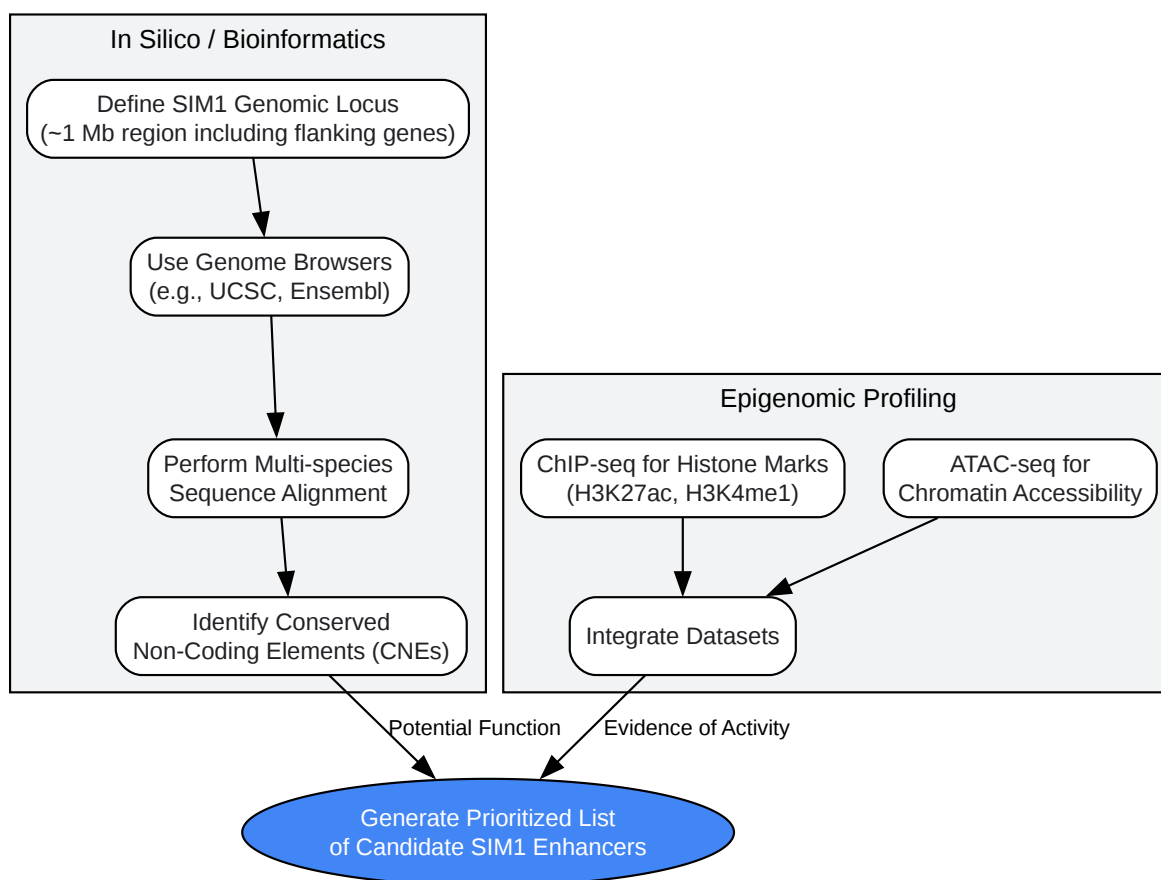 In Silico / Bioinformatics
Define SIM1 Genomic Locus
(~1 Mb region including flanking genes)
Use Genome Browsers
(e.g., UCSC, Ensembl)
Perform Multi-species
Sequence Alignment
Identify Conserved
Non-Coding Elements (CNEs)
Epigenomic Profiling
ChIP-seq for Histone Marks
(H3K27ac, H3K4me1)
ATAC-seq for
Chromatin Accessibility
Integrate Datasets
Potential Function
Evidence of Activity
Generate Prioritized List
of Candidate SIM1 Enhancers